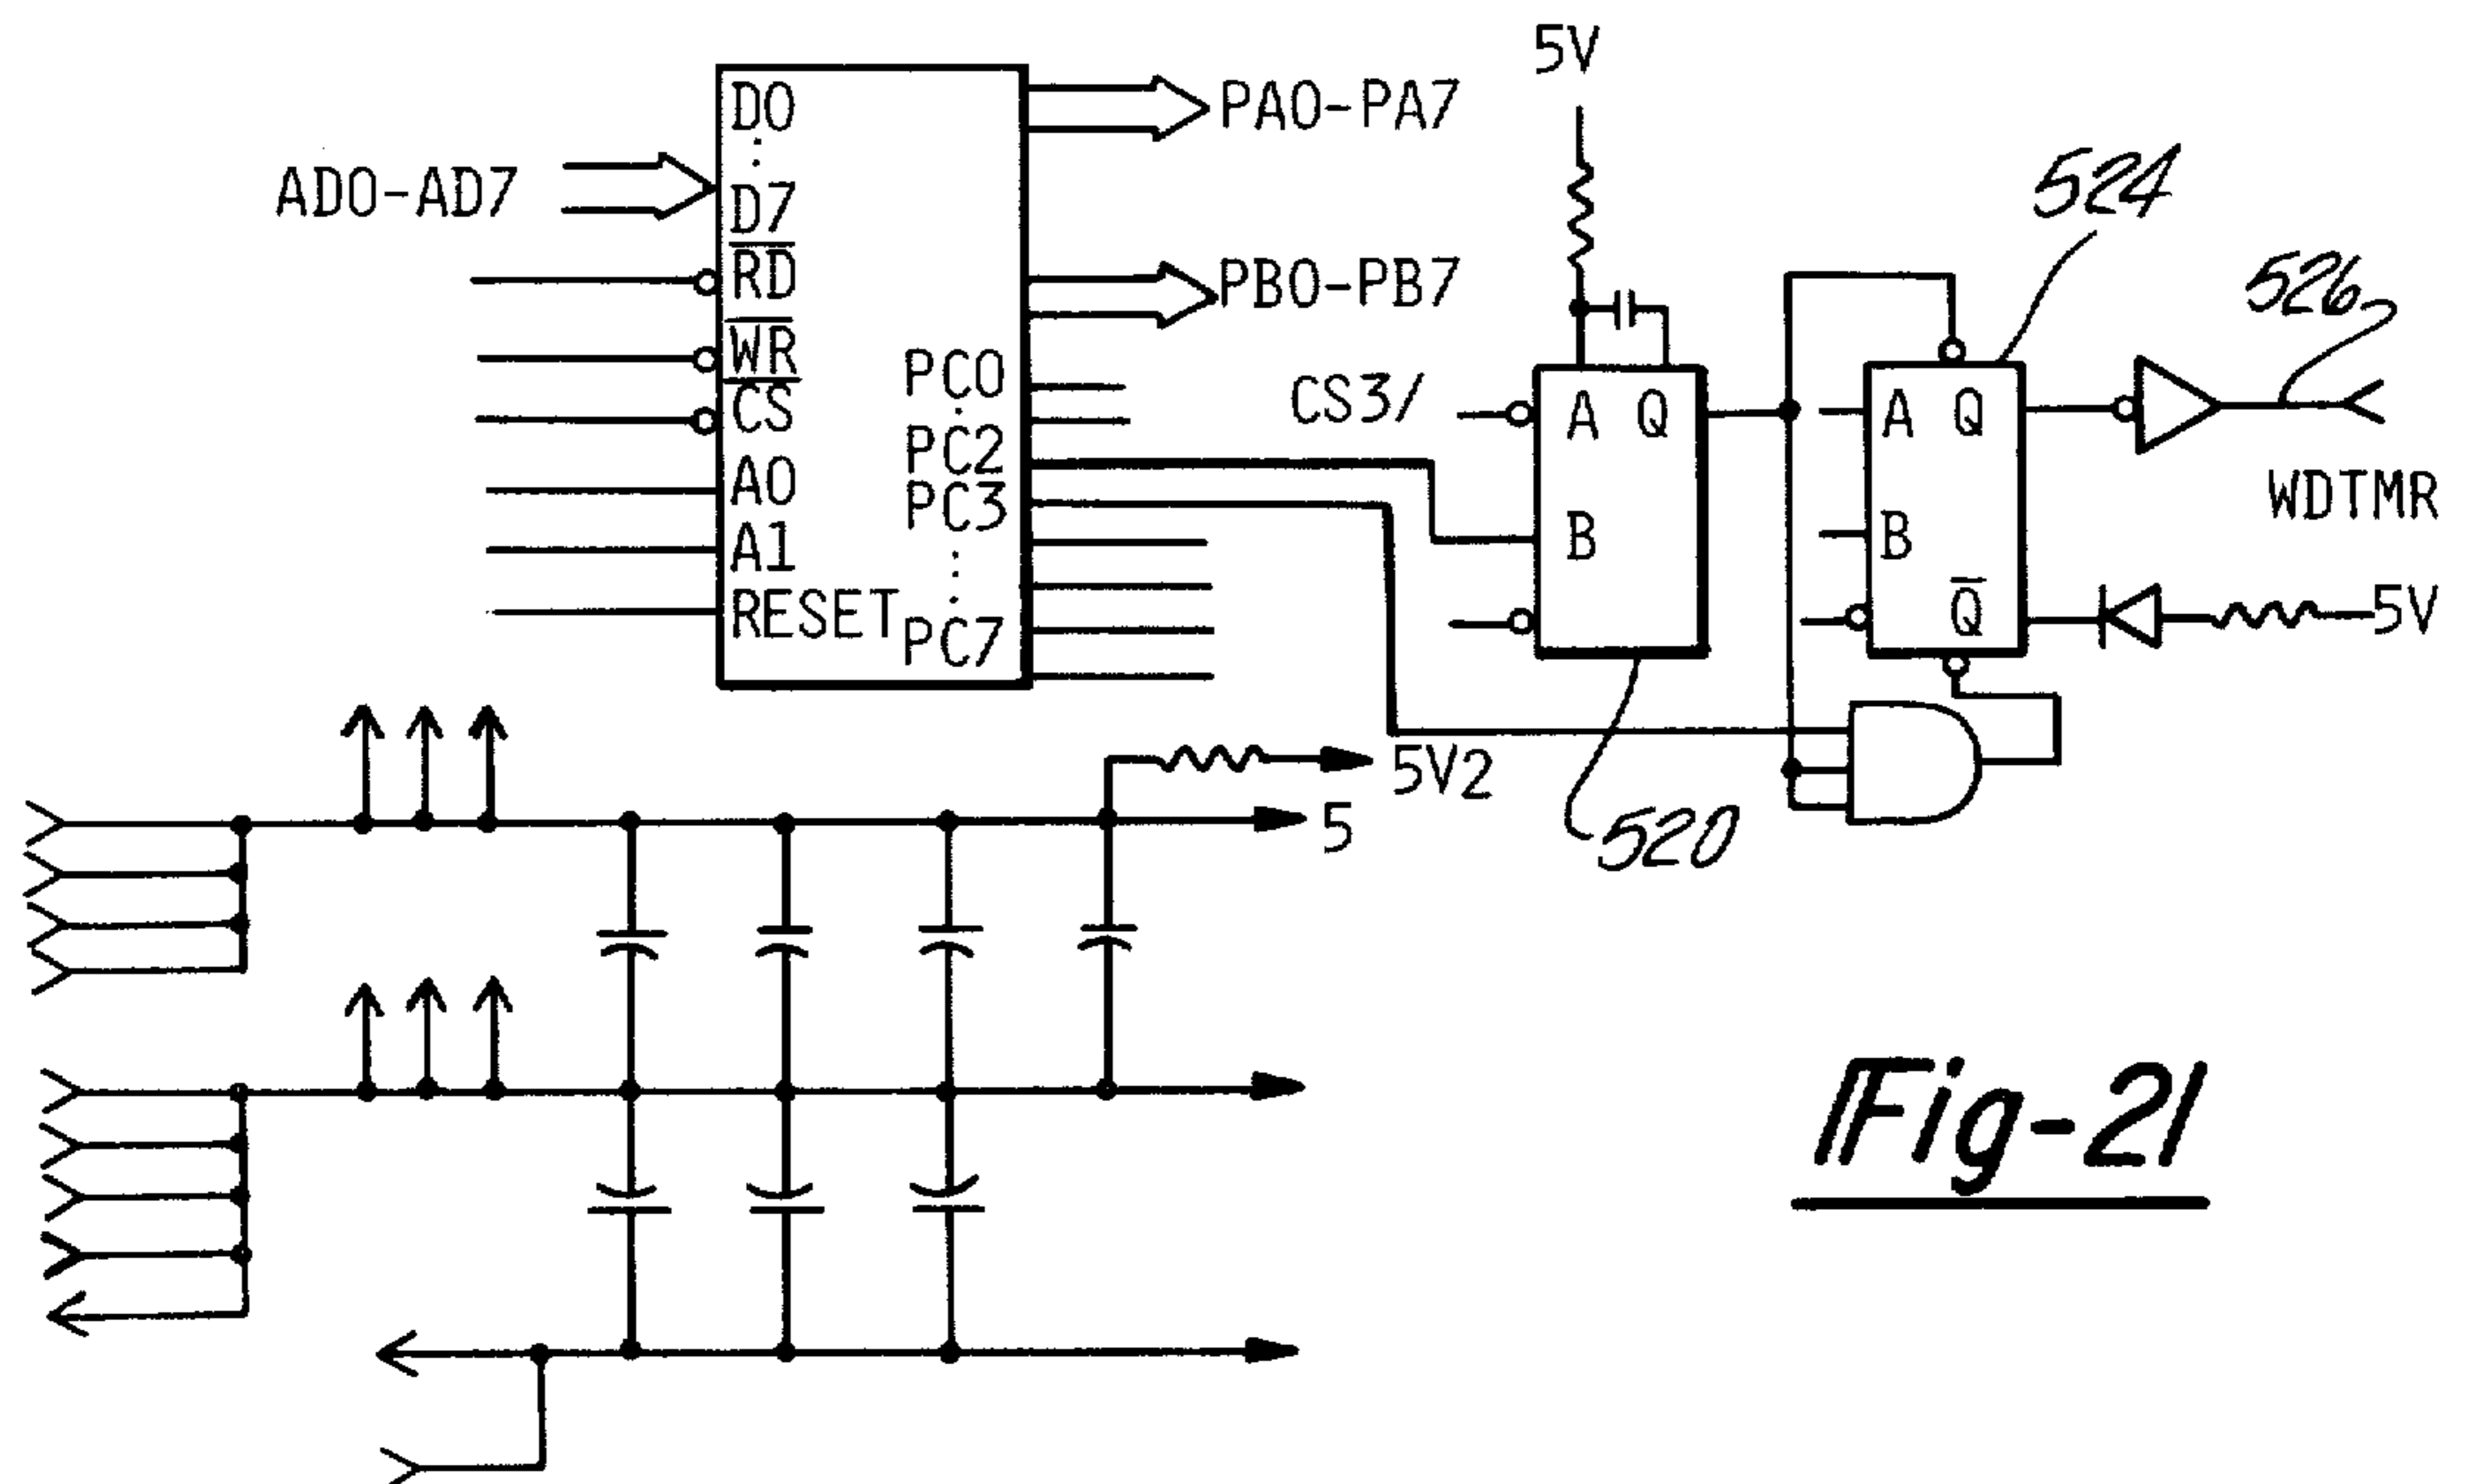 5V
D0
PA0-PA7
AD0-AD7
D7
RD
PB0-PB7
WR
PC0
CS
CS3/
PC2
A0
PC3
A1
RESET
PC7
A Q
B
A Q
B
Q
524
526
WDTMR
5V
5V2
5
520
Fig-21